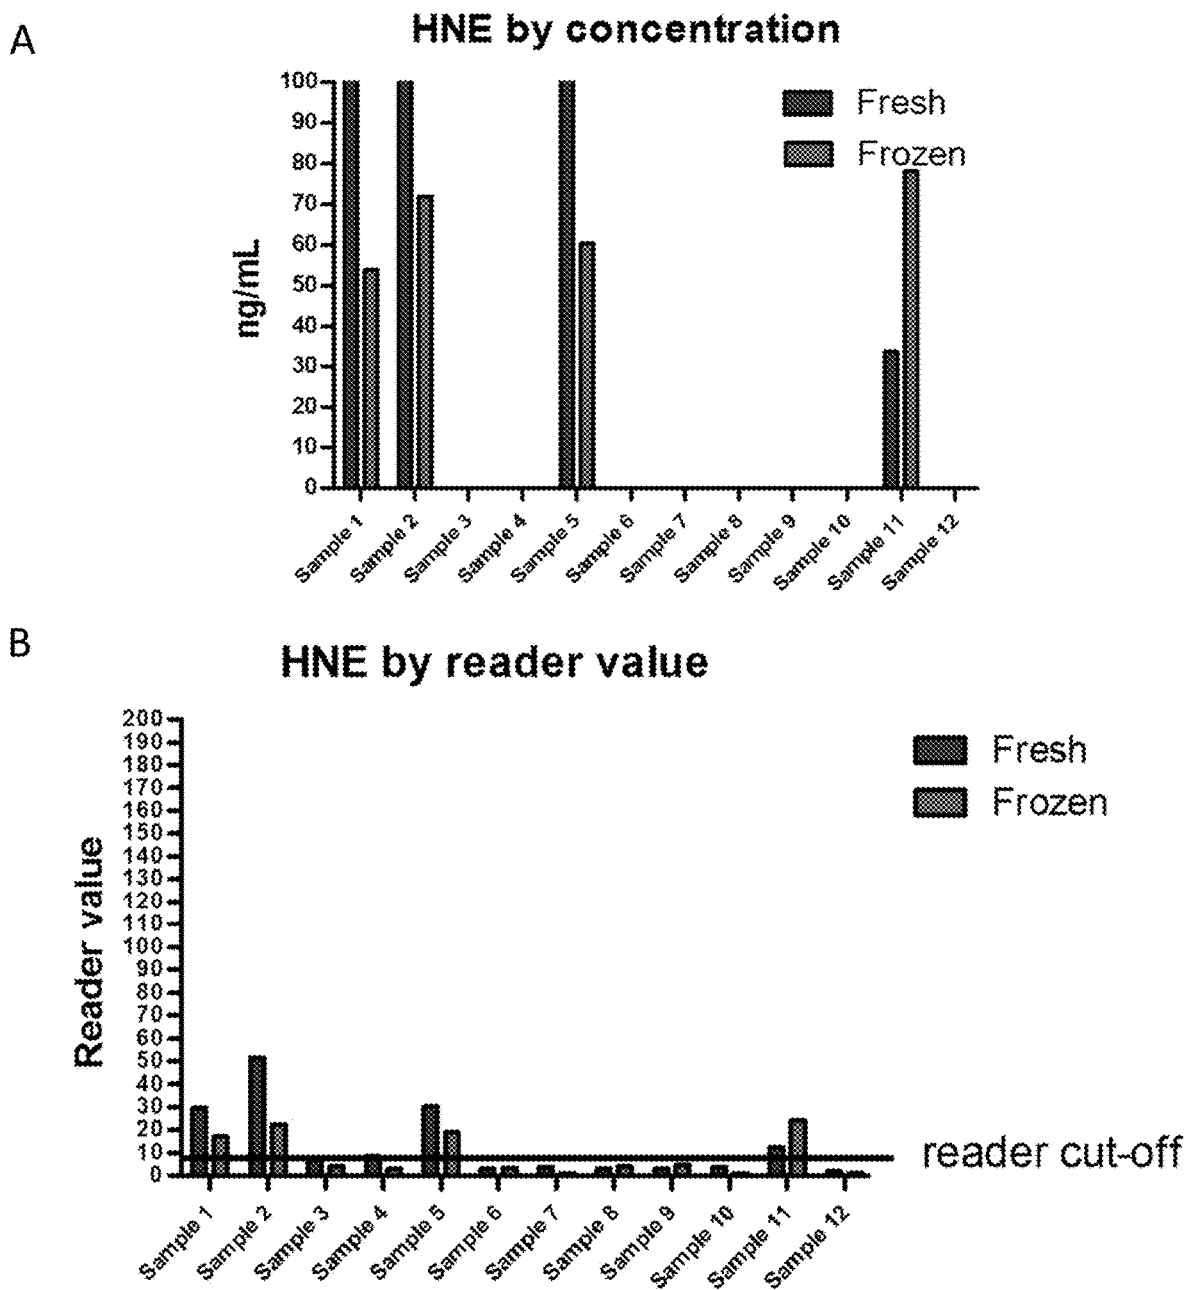 A
HNE by concentration
Fresh
Frozen
ng/mL
100
90
80
70
60
50
40
30
20
10
0
Sample 1
Sample 2
Sample 3
Sample 4
Sample 5
Sample 6
Sample 7
Sample 8
Sample 9
Sample 10
Sample 11
Sample 12
B
HNE by reader value
Fresh
Frozen
Reader value
200
190
180
170
160
150
140
130
120
110
100
90
80
70
60
50
40
30
20
10
0
reader cut-off
Sample 1
Sample 2
Sample 3
Sample 4
Sample 5
Sample 6
Sample 7
Sample 8
Sample 9
Sample 10
Sample 11
Sample 12